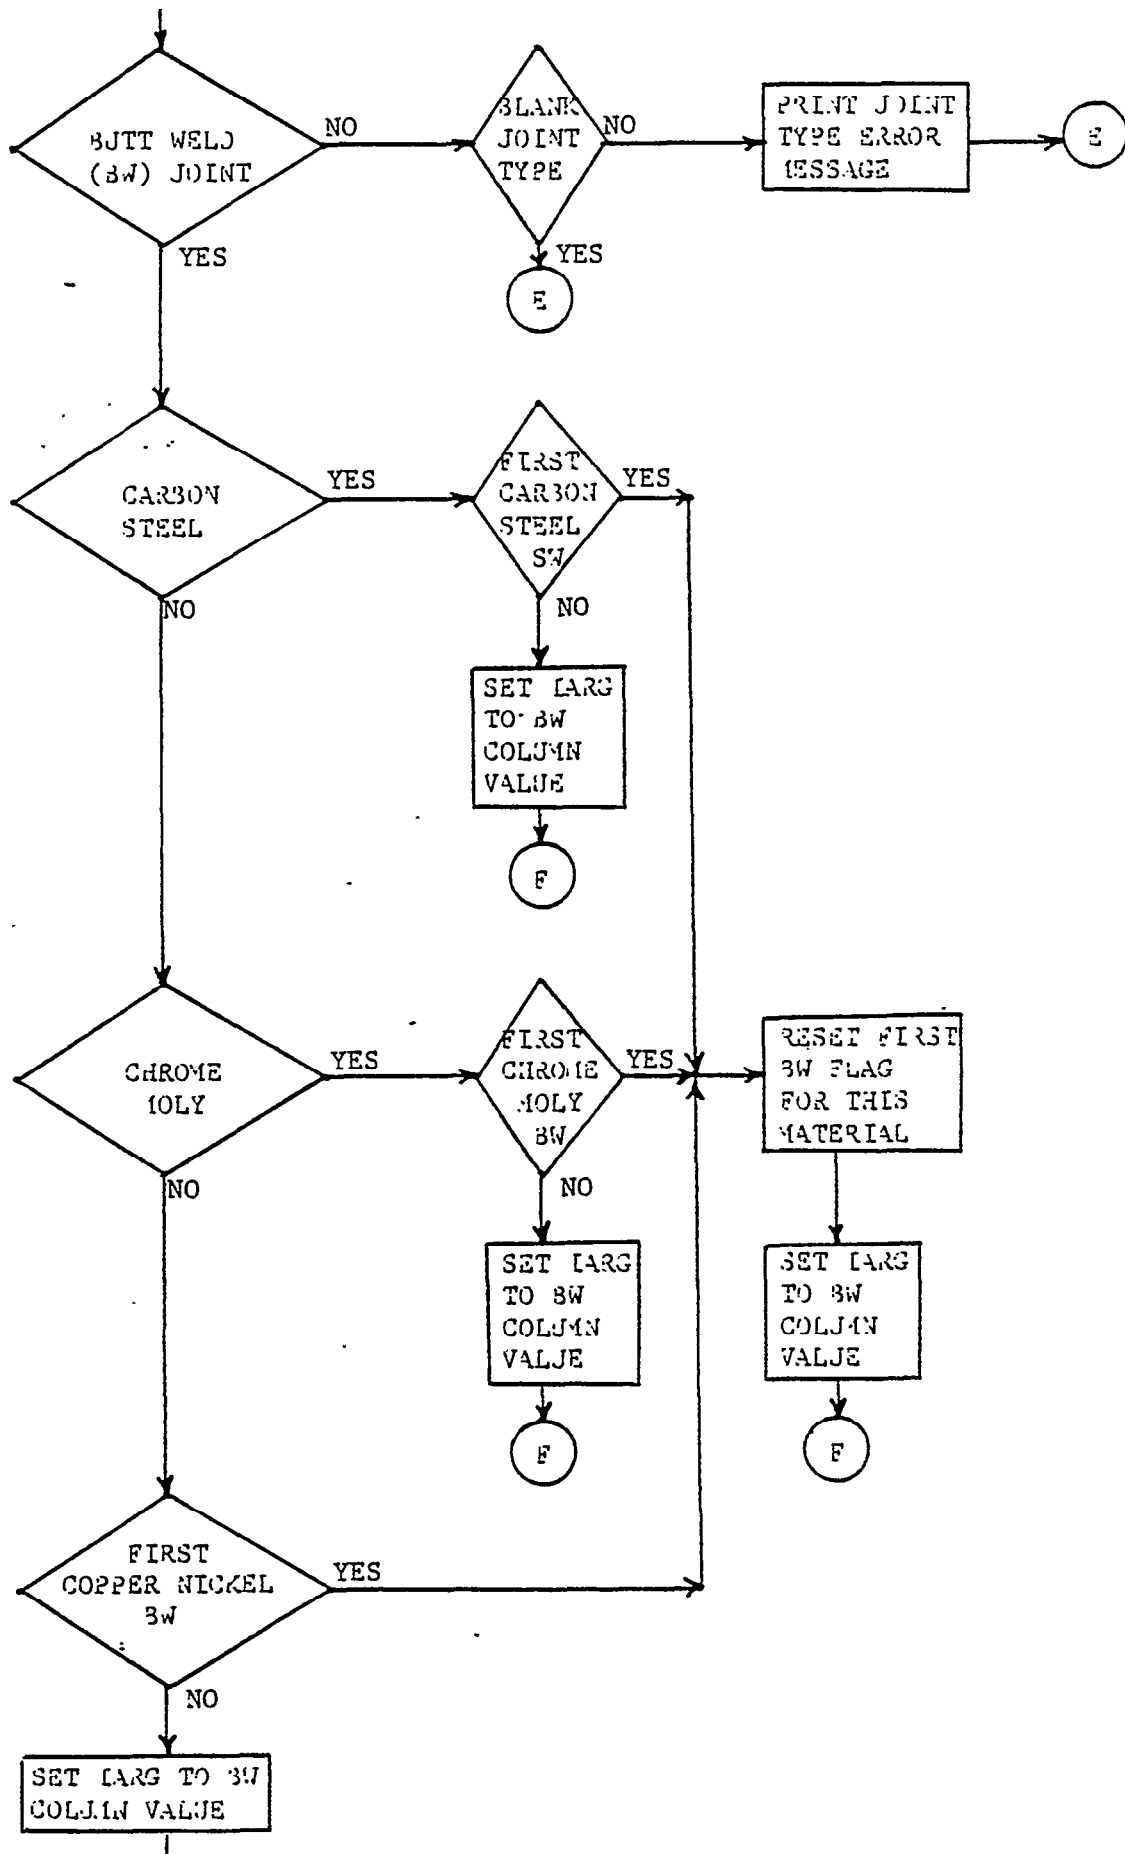 BUTT WELD
(BW) JOINT
NO
BLANK
JOINT
TYPE
NO
PRINT JOINT
TYPE ERROR
MESSAGE
E
YES
YES
E
CARBON
STEEL
YES
FIRST
CARBON
STEEL
SW
YES
NO
NO
SET IARG
TO BW
COLUMN
VALUE
F
CHROME
MOLY
YES
FIRST
CHROME
MOLY
BW
YES
RESET FIRST
BW FLAG
FOR THIS
MATERIAL
NO
NO
SET IARG
TO BW
COLUMN
VALUE
SET IARG
TO BW
COLUMN
VALUE
F
F
FIRST
COPPER NICKEL
BW
YES
NO
SET IARG TO BW
COLUMN VALUE